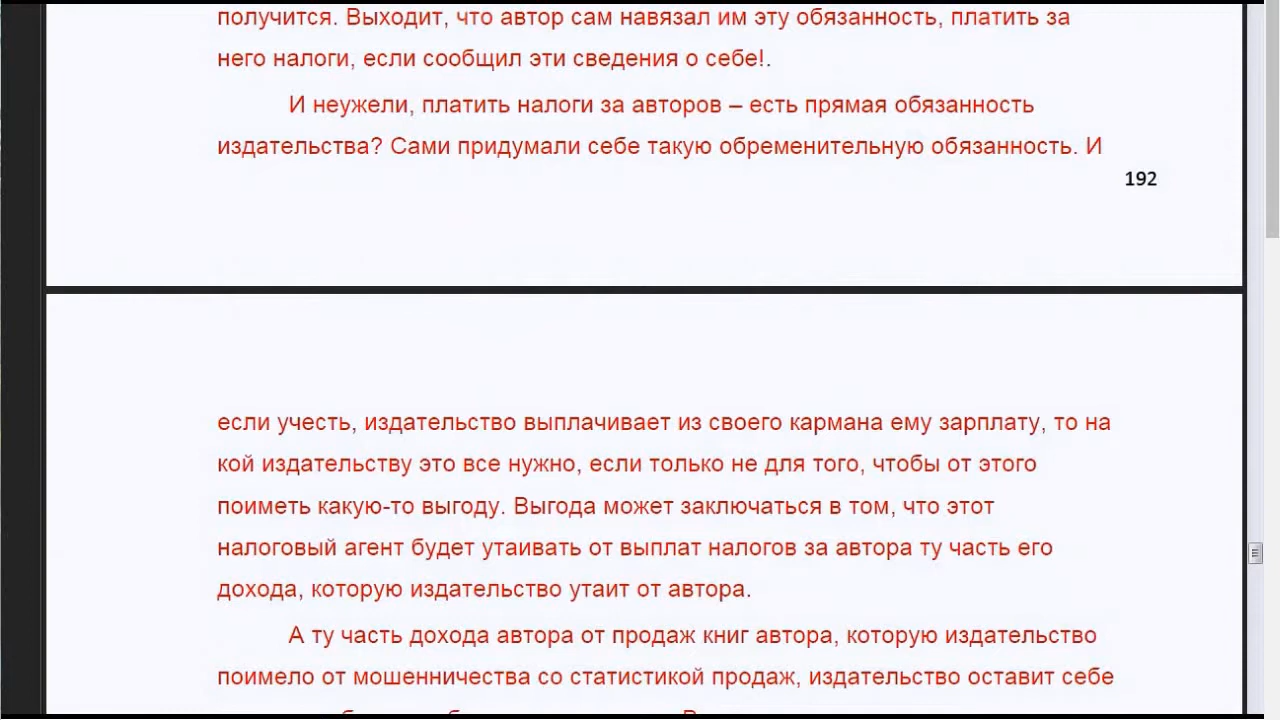 получится. Выходит, что автор сам навязал им эту обязанность, платить за
него налоги, если сообщил эти сведения о себе!.
И неужели, платить налоги за авторов – есть прямая обязанность
издательства? Сами придумали себе такую обременительную обязанность. И
192
если учесть, издательство выплачивает из своего кармана ему зарплату, то на
кой издательству это все нужно, если только не для того, чтобы от этого
поиметь какую-то выгоду. Выгода может заключаться в том, что этот
налоговый агент будет утаивать от выплат налогов за автора ту часть его
дохода, которую издательство утаит от автора.
А ту часть дохода автора от продаж книг автора, которую издательство
поимело от мошенничества со статистикой продаж, издательство оставит себе